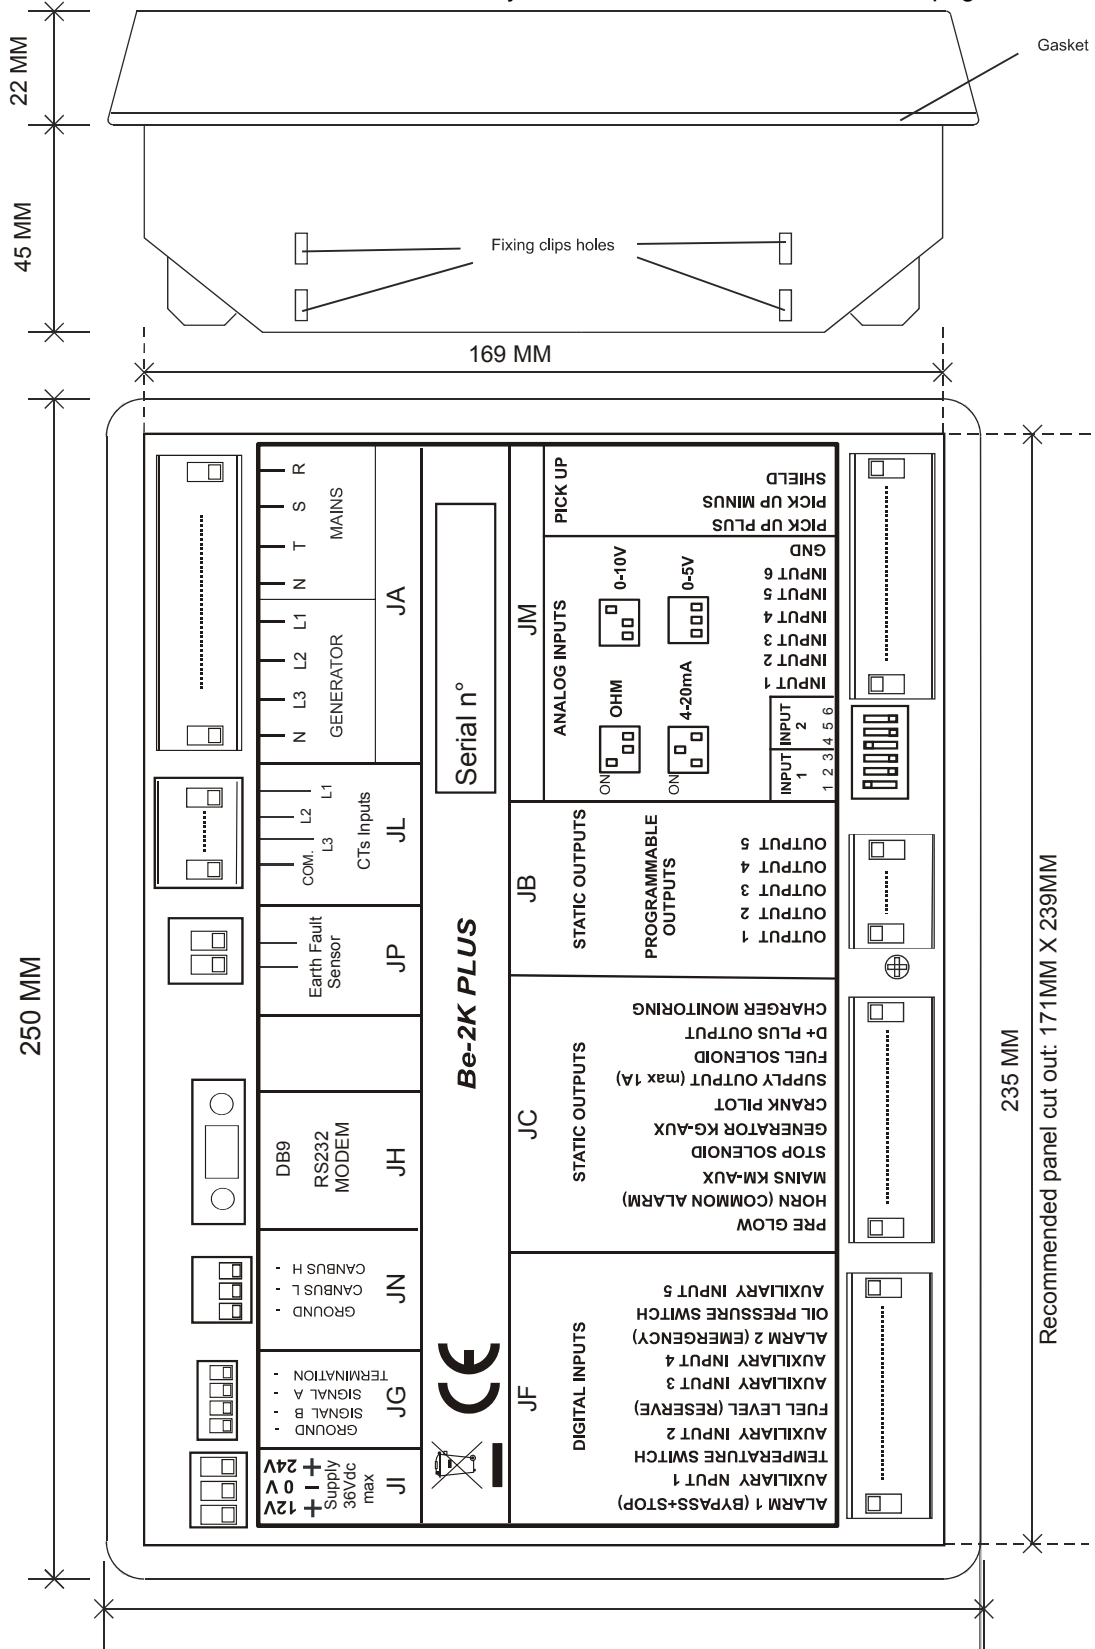 Gasket
22 MM
45 MM
Fixing clips holes
169 MM
250 MM
235 MM
Recommended panel cut out: 171MM X 239MM
R
S
T
N
MAINS
L1
L2
L3
N
GENERATOR
JA
L1
L2
L3
COM.
CTs Inputs
JL
Earth Fault
Sensor
JP
DB9
RS232
MODEM
JH
CANBUS H -
CANBUS L -
GROUND -
JN
TERMINATION -
SIGNAL A -
SIGNAL B -
GROUND -
JG
24V +
0 V -
12V +
Supply
36Vdc
max
JI
Serial n°
Be-2K PLUS
CE
JM
PICK UP
SHIELD
PICK UP MINUS
PICK UP PLUS
ANALOG INPUTS
GND
INPUT 6
INPUT 5
INPUT 4
INPUT 3
INPUT 2
INPUT 1
0-10V
0-5V
OHM
4-20mA
ON
ON
INPUT
1
INPUT
2
1 2 3 4 5 6
JB
STATIC OUTPUTS
PROGRAMMABLE
OUTPUTS
OUTPUT 5
OUTPUT 4
OUTPUT 3
OUTPUT 2
OUTPUT 1
JC
STATIC OUTPUTS
CHARGER MONITORING
D+ PLUS OUTPUT
FUEL SOLENOID
SUPPLY OUTPUT (max 1A)
CRANK PILOT
GENERATOR KG-AUX
STOP SOLENOID
MAINS KM-AUX
HORN (COMMON ALARM)
PRE GLOW
JF
DIGITAL INPUTS
AUXILIARY INPUT 5
OIL PRESSURE SWITCH
ALARM 2 (EMERGENCY)
AUXILIARY INPUT 4
AUXILIARY INPUT 3
FUEL LEVEL (RESERVE)
AUXILIARY INPUT 2
TEMPERATURE SWITCH
AUXILIARY NPUT 1
ALARM 1 (BYPASS+STOP)